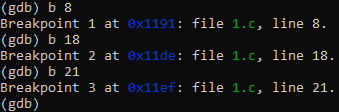 (gdb) b 8
Breakpoint 1 at 0x1191: file 1.c, line 8.
(gdb) b 18
Breakpoint 2 at 0x11de: file 1.c, line 18.
(gdb) b 21
Breakpoint 3 at 0x11ef: file 1.c, line 21.
(gdb)